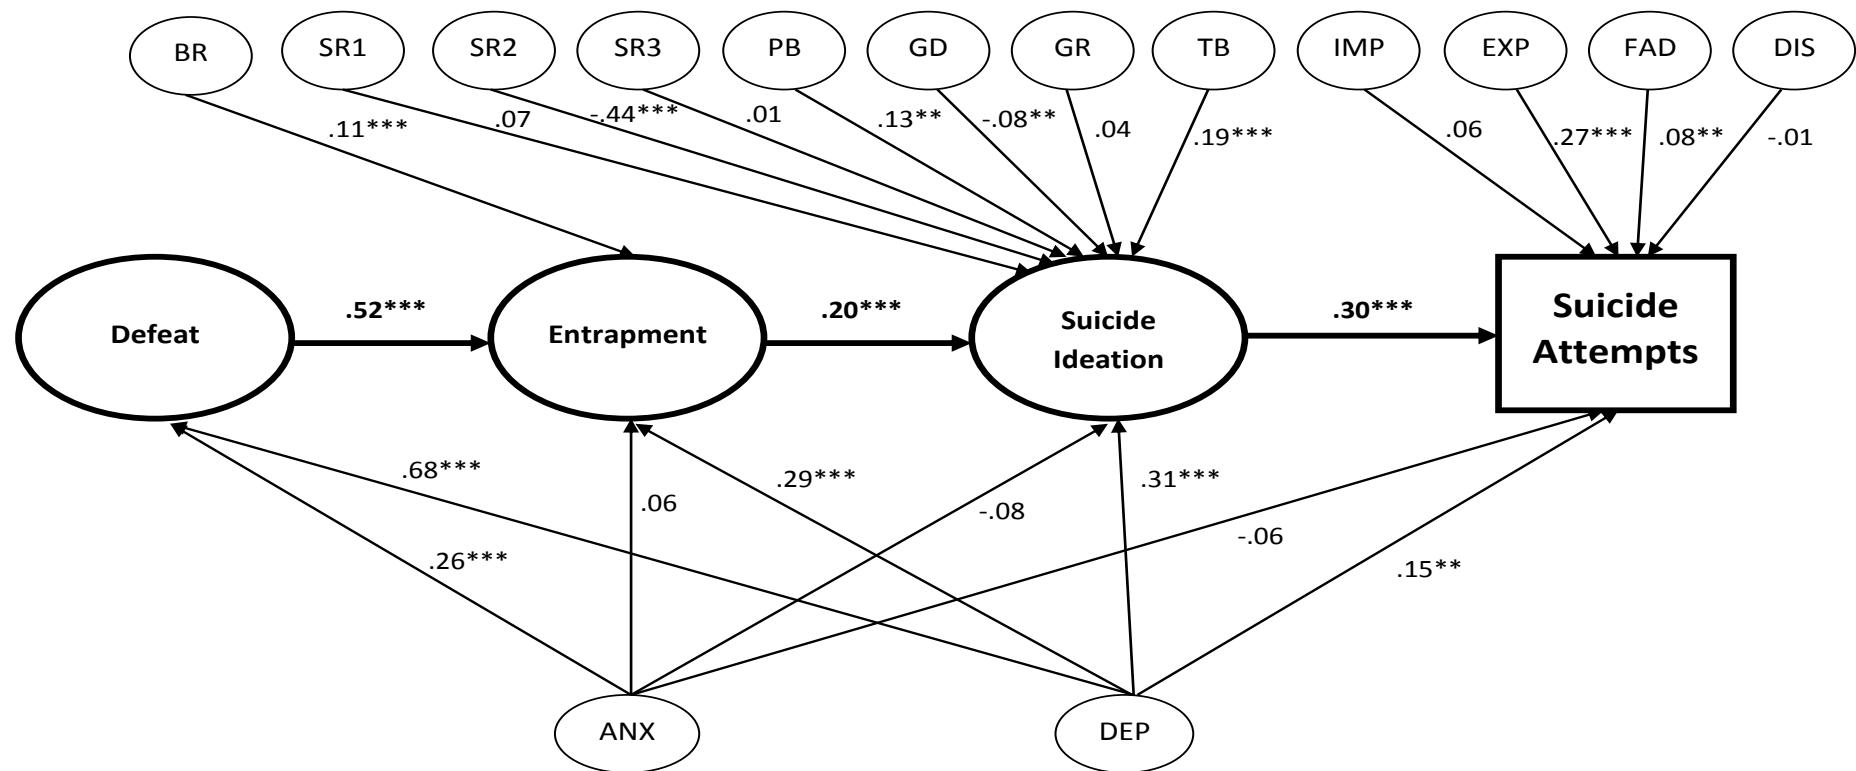 BR
SR1
SR2
SR3
PB
GD
GR
TB
IMP
EXP
FAD
DIS
.11***
.07
-.44***
.01
.13**
-.08**
.04
.19***
.06
.27***
.08**
-.01
Defeat
.52***
Entrapment
.20***
Suicide
Ideation
.30***
Suicide
Attempts
.68***
.26***
.06
.29***
-.08
.31***
-.06
.15**
ANX
DEP